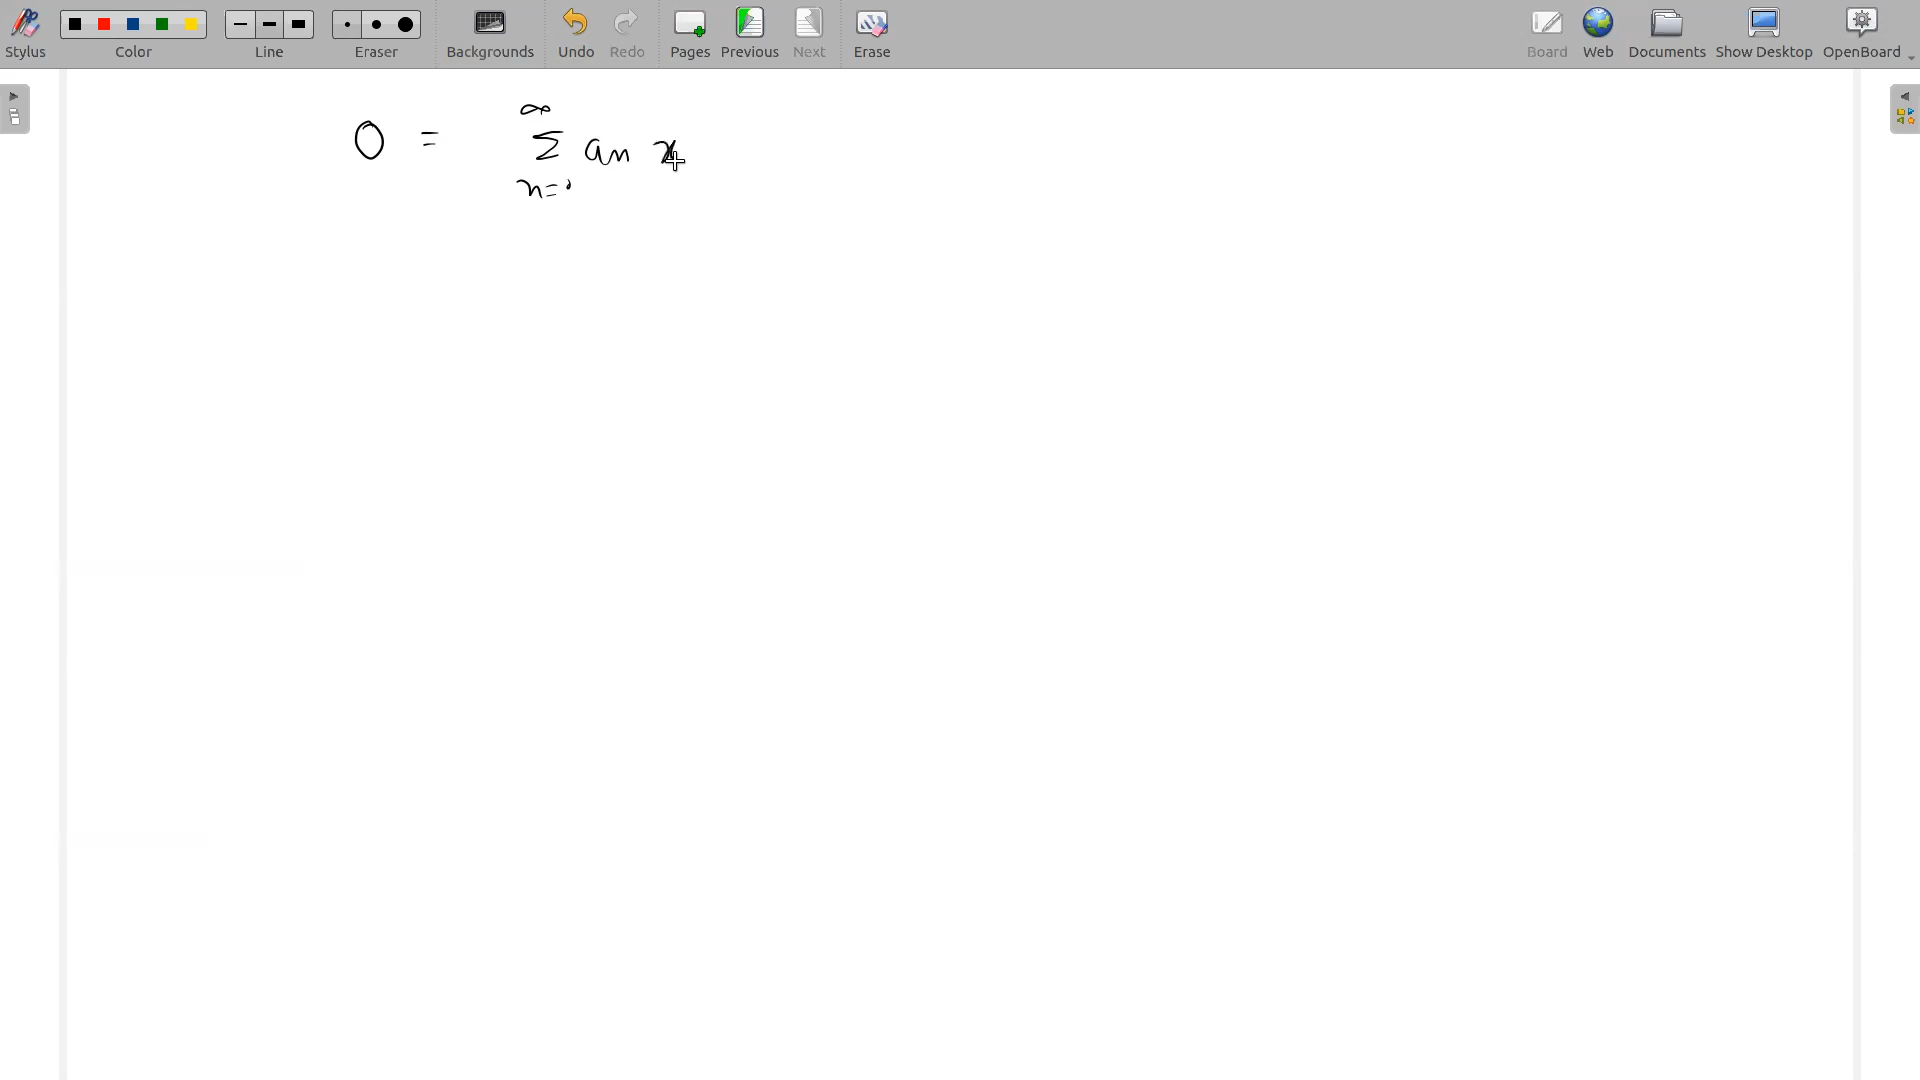 Stylus Color Line Eraser Backgrounds Undo Redo Pages Previous Next Erase Board Web Documents Show Desktop OpenBoard
∞
0 = Σ an x
n=0